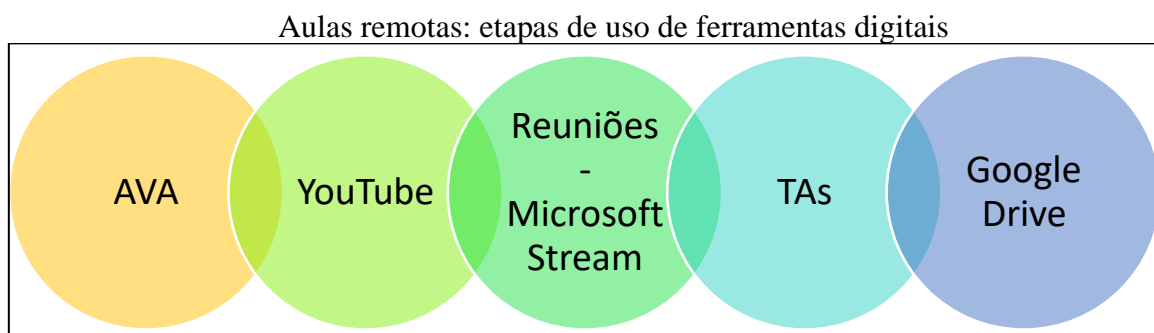 Aulas remotas: etapas de uso de ferramentas digitais
AVA
YouTube
Reuniões
-
Microsoft
Stream
TAs
Google
Drive